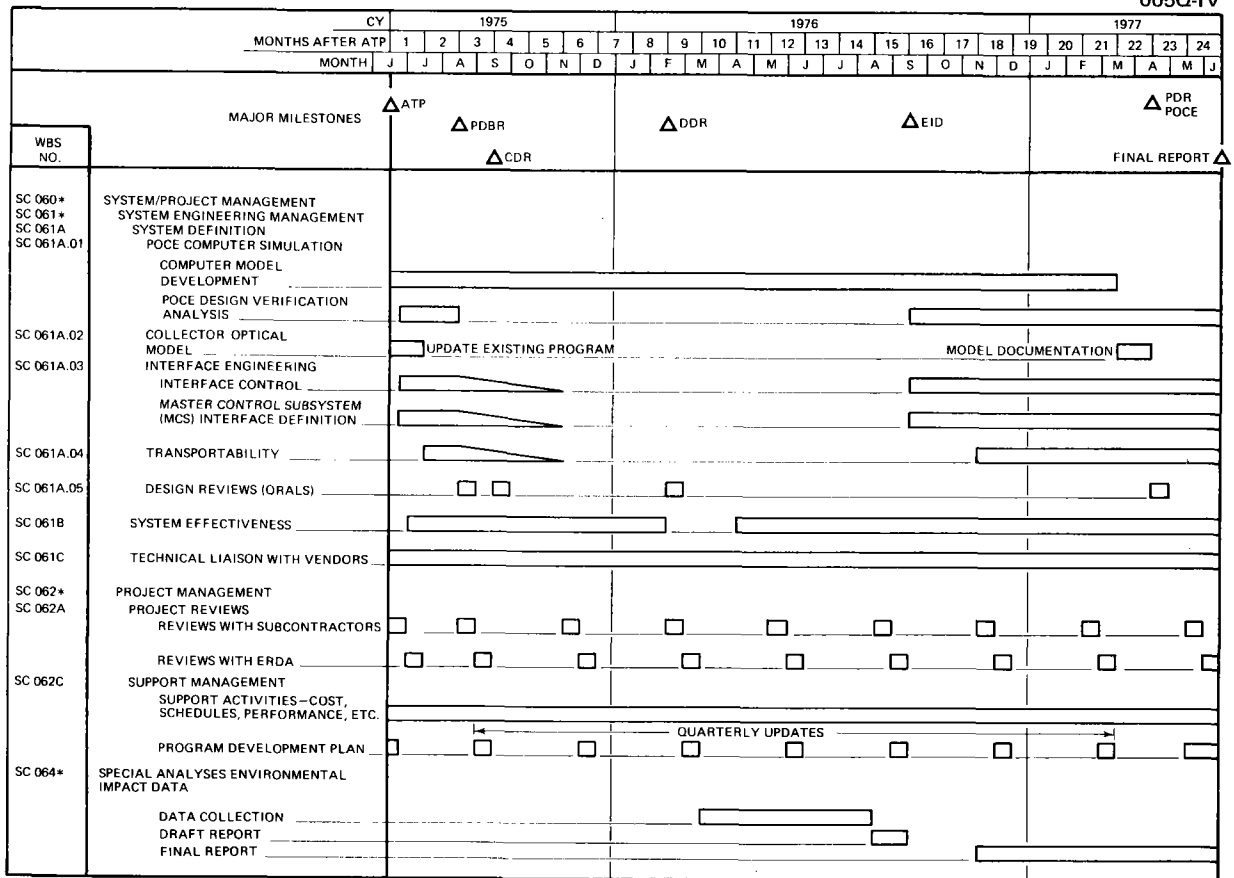 005Q-IV
CY 1975 1976 1977
MONTHS AFTER ATP 1 2 3 4 5 6 7 8 9 10 11 12 13 14 15 16 17 18 19 20 21 22 23 24
MONTH J J A S O N D J F M A M J J A S O N D J F M A M J
MAJOR MILESTONES
ATP
PDBR
CDR
DDR
EID
PDR
POCE
FINAL REPORT
WBS
NO.
SC 060* SYSTEM/PROJECT MANAGEMENT
SC 061* SYSTEM ENGINEERING MANAGEMENT
SC 061A SYSTEM DEFINITION
SC 061A.01 POCE COMPUTER SIMULATION
COMPUTER MODEL
DEVELOPMENT
POCE DESIGN VERIFICATION
ANALYSIS
SC 061A.02 COLLECTOR OPTICAL
MODEL UPDATE EXISTING PROGRAM MODEL DOCUMENTATION
SC 061A.03 INTERFACE ENGINEERING
INTERFACE CONTROL
MASTER CONTROL SUBSYSTEM
(MCS) INTERFACE DEFINITION
SC 061A.04 TRANSPORTABILITY
SC 061A.05 DESIGN REVIEWS (ORALS)
SC 061B SYSTEM EFFECTIVENESS
SC 061C TECHNICAL LIAISON WITH VENDORS
SC 062* PROJECT MANAGEMENT
SC 062A PROJECT REVIEWS
REVIEWS WITH SUBCONTRACTORS
REVIEWS WITH ERDA
SC 062C SUPPORT MANAGEMENT
SUPPORT ACTIVITIES—COST,
SCHEDULES, PERFORMANCE, ETC.
QUARTERLY UPDATES
PROGRAM DEVELOPMENT PLAN
SC 064* SPECIAL ANALYSES ENVIRONMENTAL
IMPACT DATA
DATA COLLECTION
DRAFT REPORT
FINAL REPORT